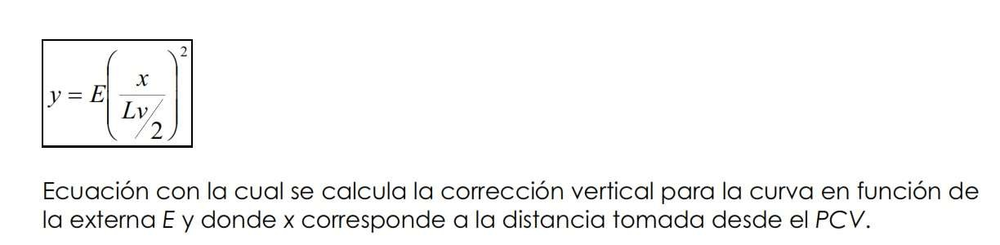 y = E(x / (Lv/2))²
Ecuación con la cual se calcula la corrección vertical para la curva en función de
la externa E y donde x corresponde a la distancia tomada desde el PCV.